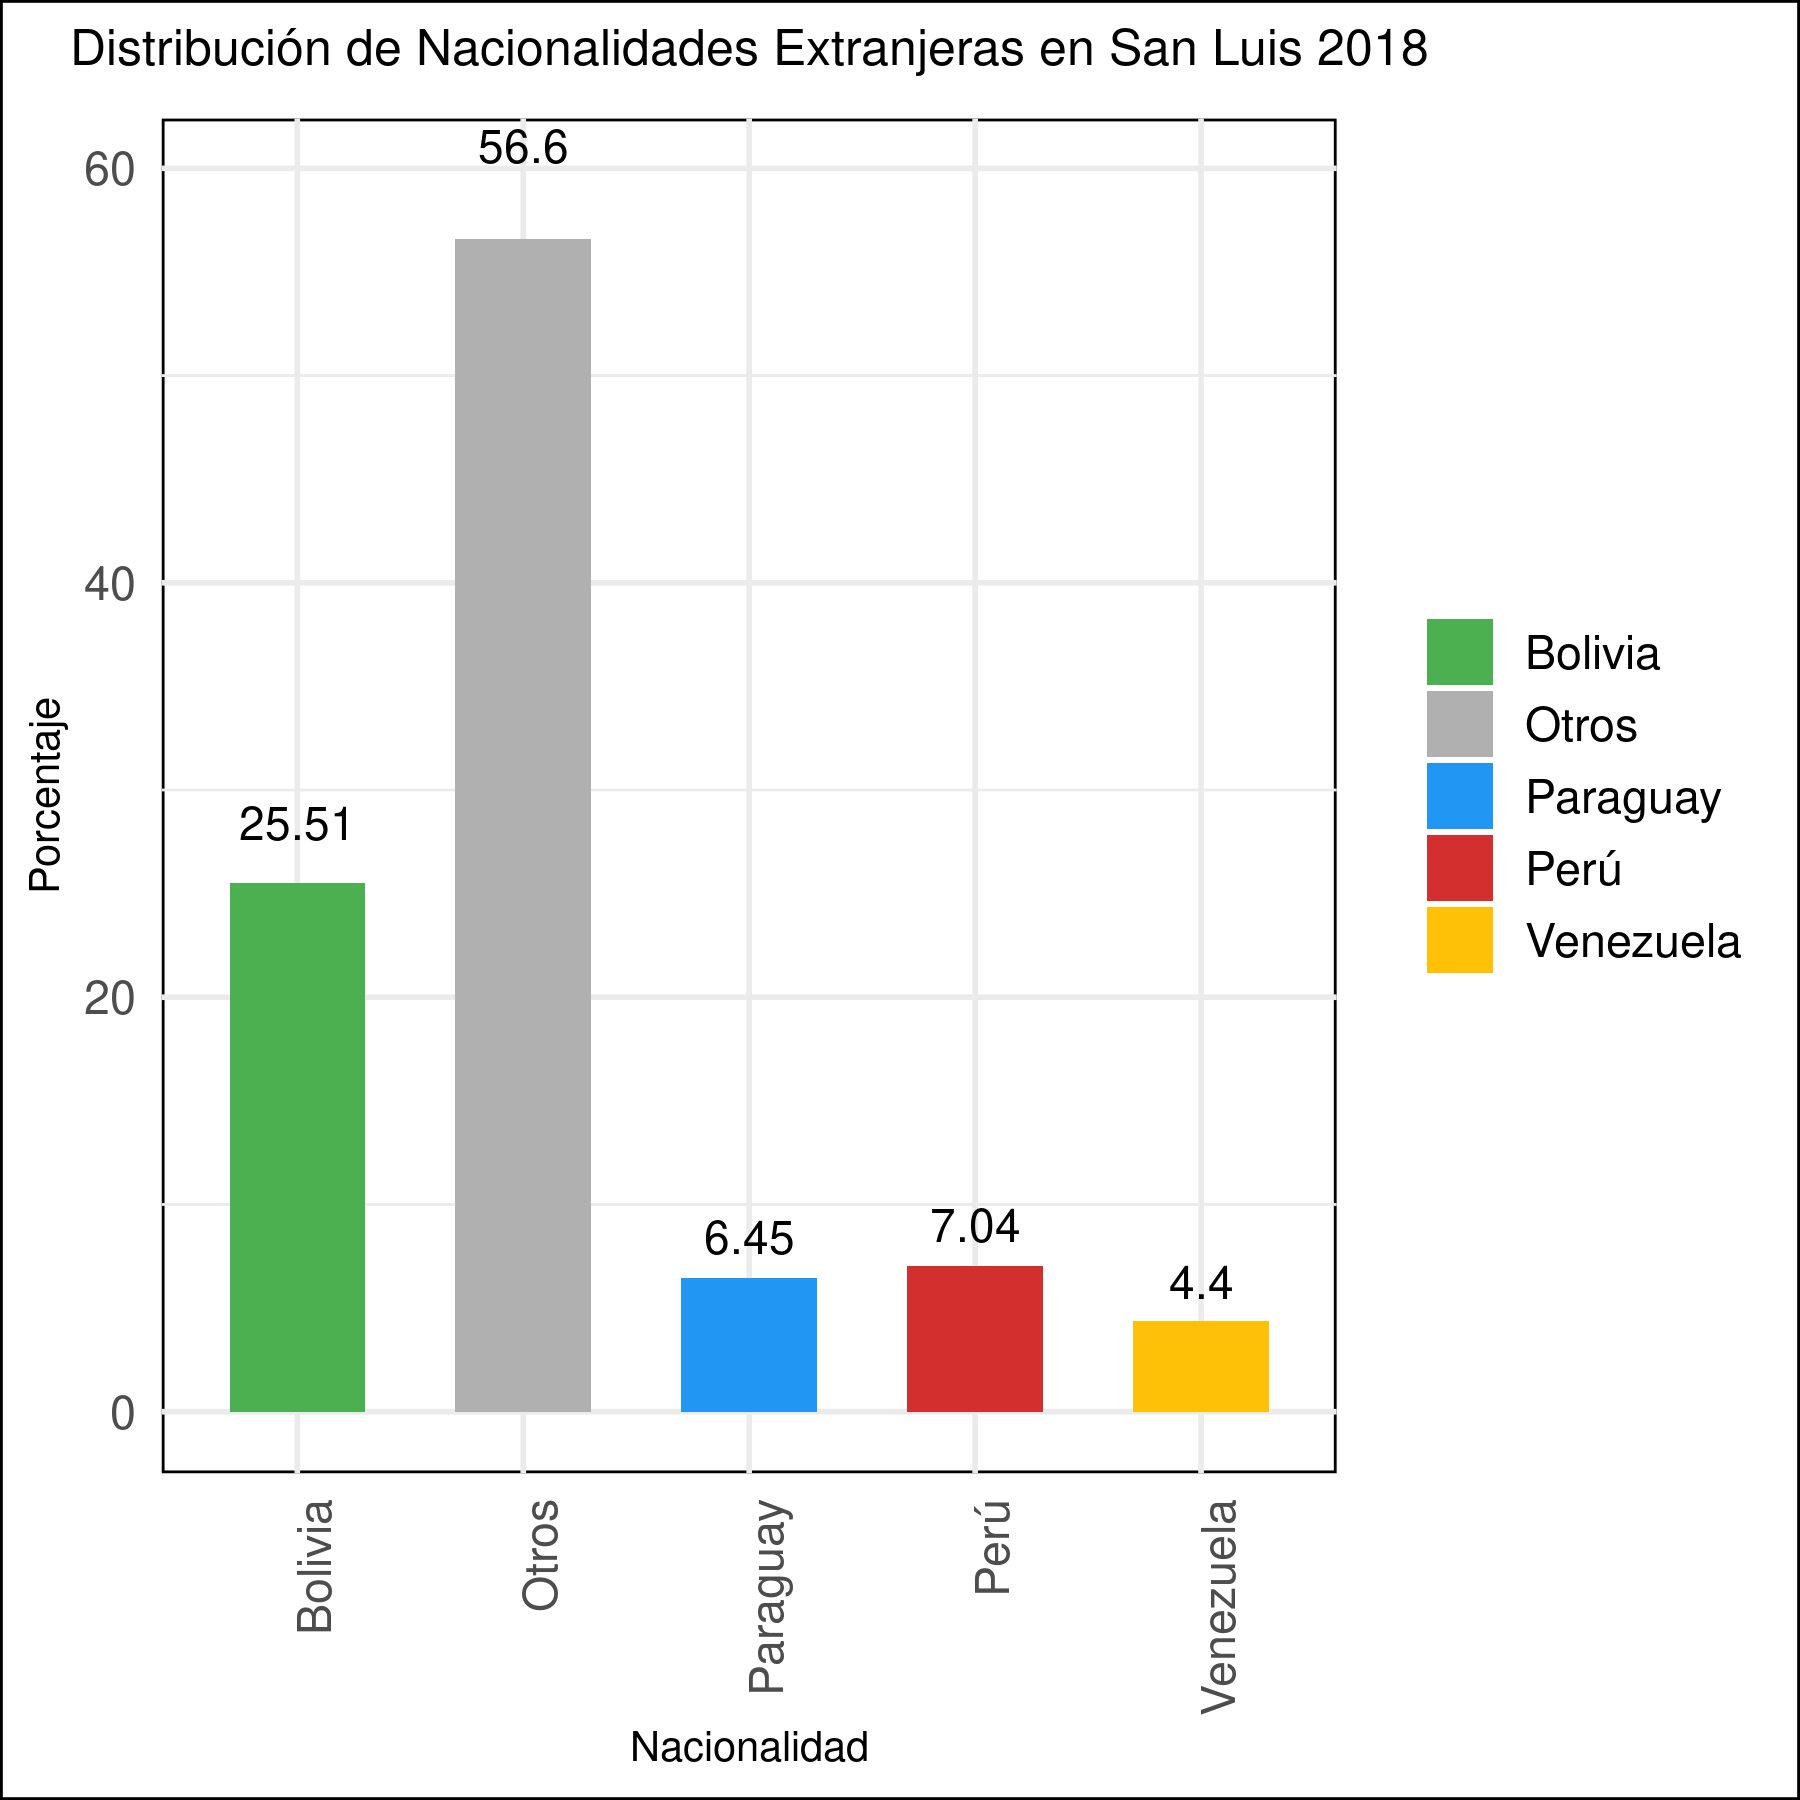 Distribución de Nacionalidades Extranjeras en San Luis 2018
60
56.6
40
Porcentaje
25.51
20
6.45
7.04
4.4
0
Bolivia
Otros
Paraguay
Perú
Venezuela
Nacionalidad
Bolivia
Otros
Paraguay
Perú
Venezuela